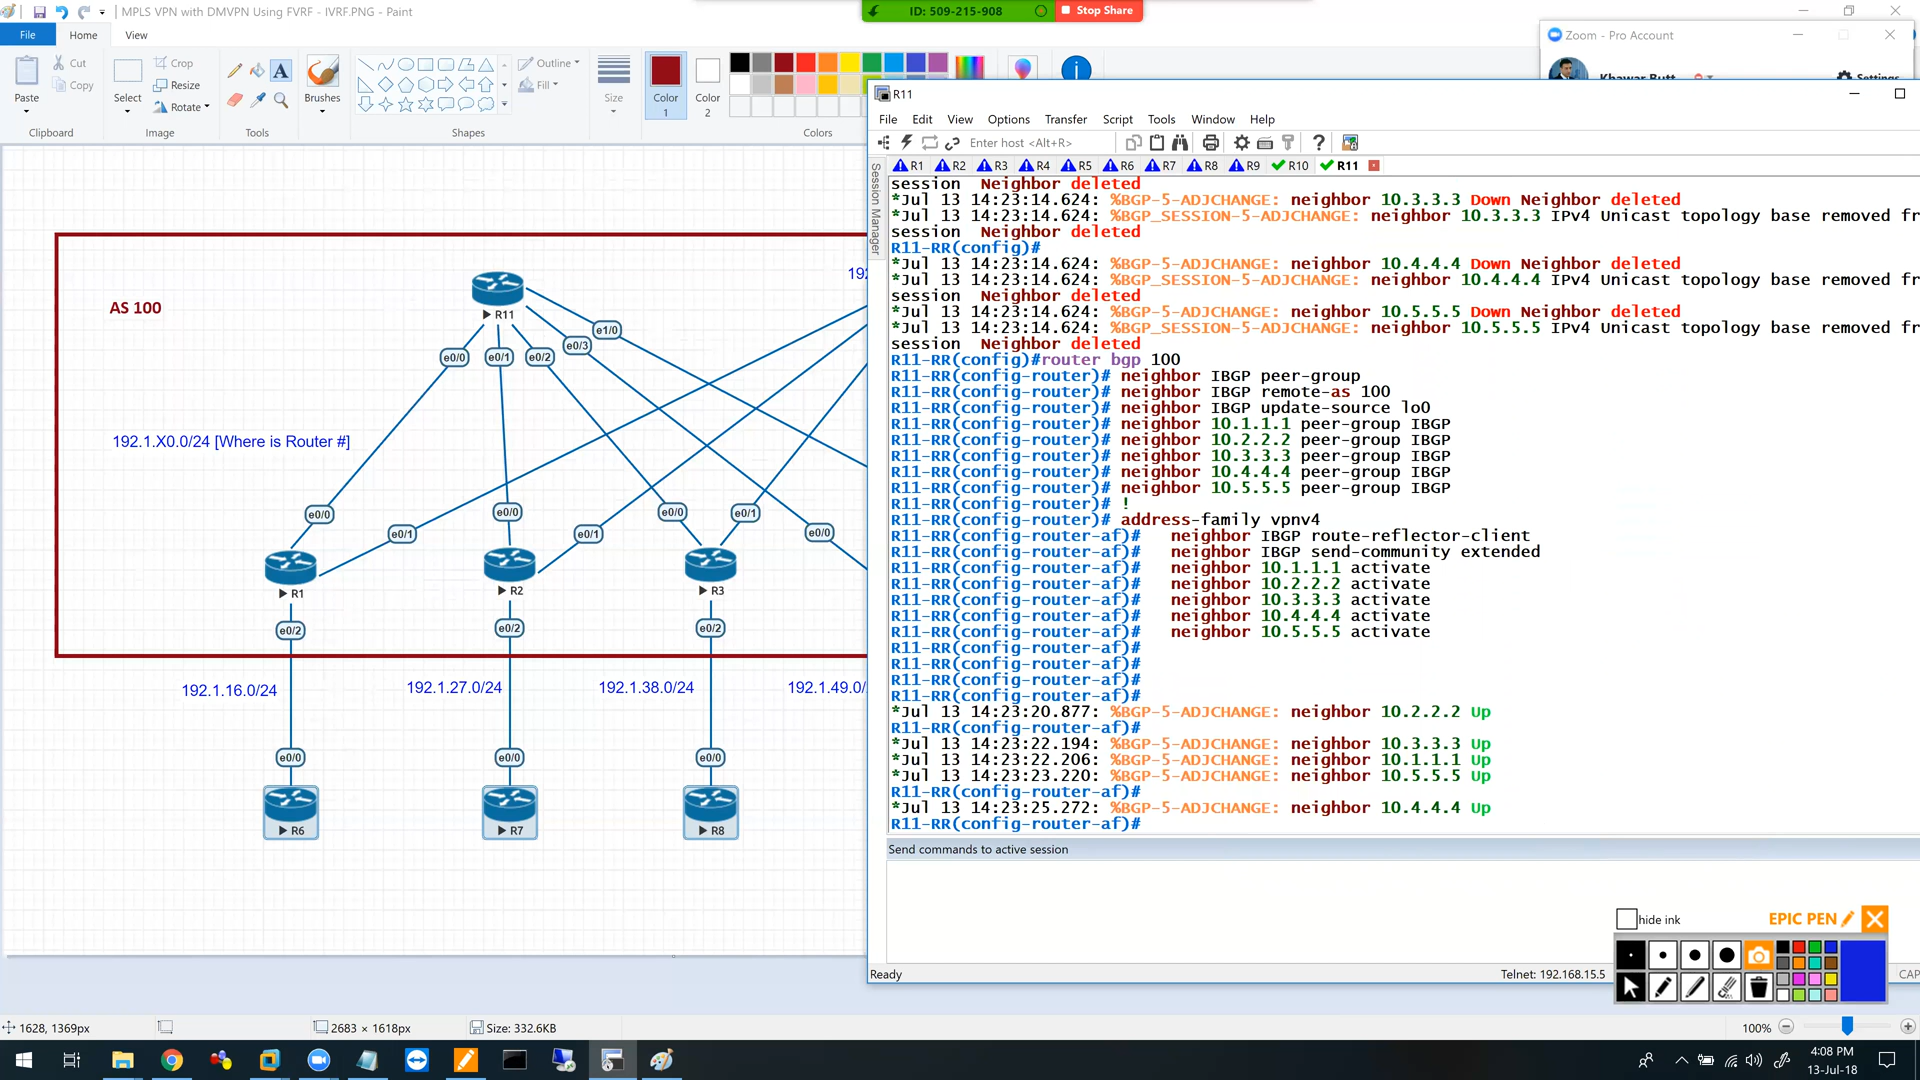 MPLS VPN with DMVPN Using FVRF - IVRF.PNG - Paint
ID: 509-215-908
Stop Share
File
Home
View
Paste
Cut
Copy
Clipboard
Select
Crop
Resize
Rotate
Image
Tools
Brushes
Shapes
Outline
Fill
Size
Color
1
Color
2
Colors
Zoom - Pro Account
Khawar Butt
Settings
AS 100
192.1.X0.0/24 [Where is Router #]
R11
e0/0
e0/1
e0/2
e0/3
e1/0
e0/0
e0/1
e0/0
e0/1
e0/0
e0/1
e0/0
R1
R2
R3
e0/2
e0/2
e0/2
192.1.16.0/24
192.1.27.0/24
192.1.38.0/24
192.1.49.0/
e0/0
e0/0
e0/0
R6
R7
R8
R11
File Edit View Options Transfer Script Tools Window Help
Enter host <Alt+R>
Session Manager
R1 R2 R3 R4 R5 R6 R7 R8 R9 R10 R11
session Neighbor deleted
*Jul 13 14:23:14.624: %BGP-5-ADJCHANGE: neighbor 10.3.3.3 Down Neighbor deleted
*Jul 13 14:23:14.624: %BGP_SESSION-5-ADJCHANGE: neighbor 10.3.3.3 IPv4 Unicast topology base removed fr
session Neighbor deleted
R11-RR(config)#
*Jul 13 14:23:14.624: %BGP-5-ADJCHANGE: neighbor 10.4.4.4 Down Neighbor deleted
*Jul 13 14:23:14.624: %BGP_SESSION-5-ADJCHANGE: neighbor 10.4.4.4 IPv4 Unicast topology base removed fr
session Neighbor deleted
*Jul 13 14:23:14.624: %BGP-5-ADJCHANGE: neighbor 10.5.5.5 Down Neighbor deleted
*Jul 13 14:23:14.624: %BGP_SESSION-5-ADJCHANGE: neighbor 10.5.5.5 IPv4 Unicast topology base removed fr
session Neighbor deleted
R11-RR(config)#router bgp 100
R11-RR(config-router)# neighbor IBGP peer-group
R11-RR(config-router)# neighbor IBGP remote-as 100
R11-RR(config-router)# neighbor IBGP update-source lo0
R11-RR(config-router)# neighbor 10.1.1.1 peer-group IBGP
R11-RR(config-router)# neighbor 10.2.2.2 peer-group IBGP
R11-RR(config-router)# neighbor 10.3.3.3 peer-group IBGP
R11-RR(config-router)# neighbor 10.4.4.4 peer-group IBGP
R11-RR(config-router)# neighbor 10.5.5.5 peer-group IBGP
R11-RR(config-router)# !
R11-RR(config-router)# address-family vpnv4
R11-RR(config-router-af)# neighbor IBGP route-reflector-client
R11-RR(config-router-af)# neighbor IBGP send-community extended
R11-RR(config-router-af)# neighbor 10.1.1.1 activate
R11-RR(config-router-af)# neighbor 10.2.2.2 activate
R11-RR(config-router-af)# neighbor 10.3.3.3 activate
R11-RR(config-router-af)# neighbor 10.4.4.4 activate
R11-RR(config-router-af)# neighbor 10.5.5.5 activate
R11-RR(config-router-af)#
R11-RR(config-router-af)#
R11-RR(config-router-af)#
R11-RR(config-router-af)#
*Jul 13 14:23:20.877: %BGP-5-ADJCHANGE: neighbor 10.2.2.2 Up
R11-RR(config-router-af)#
*Jul 13 14:23:22.194: %BGP-5-ADJCHANGE: neighbor 10.3.3.3 Up
*Jul 13 14:23:22.206: %BGP-5-ADJCHANGE: neighbor 10.1.1.1 Up
*Jul 13 14:23:23.220: %BGP-5-ADJCHANGE: neighbor 10.5.5.5 Up
R11-RR(config-router-af)#
*Jul 13 14:23:25.272: %BGP-5-ADJCHANGE: neighbor 10.4.4.4 Up
R11-RR(config-router-af)#
Send commands to active session
hide ink
EPIC PEN
Ready
Telnet: 192.168.15.5
CAP
1628, 1369px
2683 × 1618px
Size: 332.6KB
100%
4:08 PM
13-Jul-18